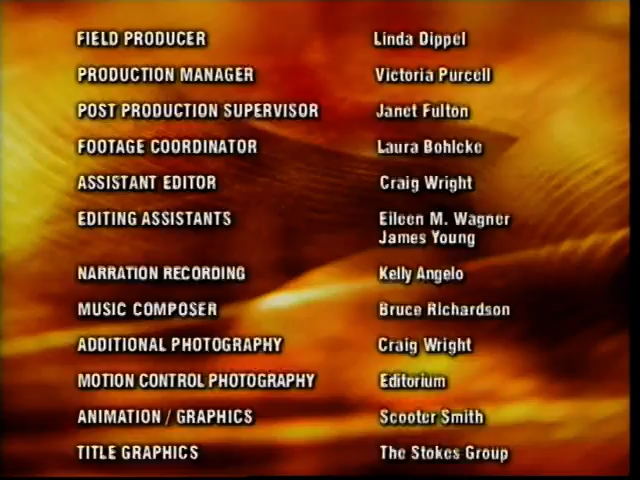 FIELD PRODUCER Linda Dippel
PRODUCTION MANAGER Victoria Purcell
POST PRODUCTION SUPERVISOR Janet Fulton
FOOTAGE COORDINATOR Laura Bohlcke
ASSISTANT EDITOR Craig Wright
EDITING ASSISTANTS Eileen M. Wagner
James Young
NARRATION RECORDING Kelly Angelo
MUSIC COMPOSER Bruce Richardson
ADDITIONAL PHOTOGRAPHY Craig Wright
MOTION CONTROL PHOTOGRAPHY Editorium
ANIMATION / GRAPHICS Scooter Smith
TITLE GRAPHICS The Stokes Group